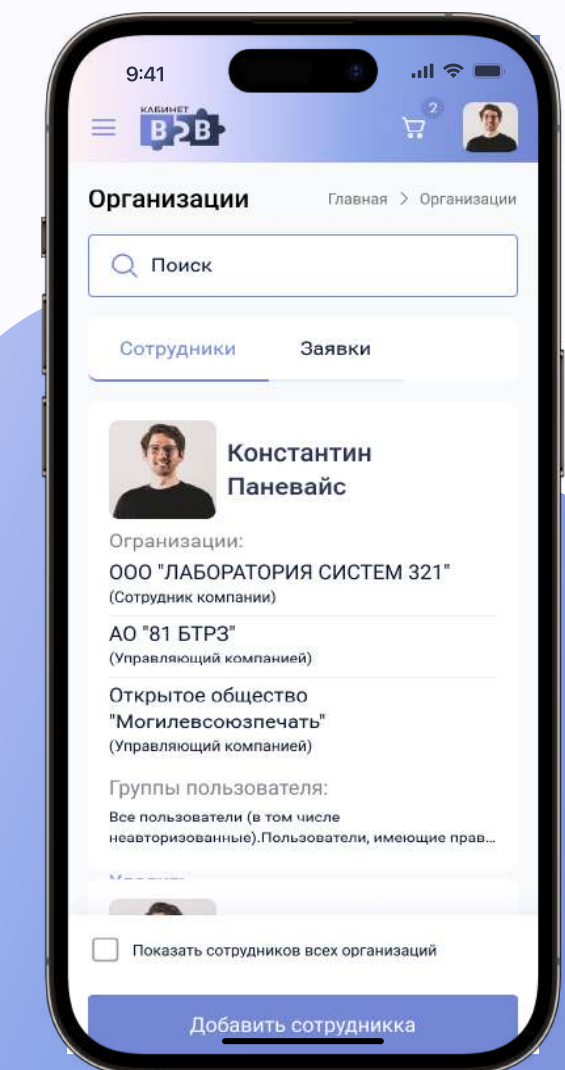 9:41
КАБИНЕТ
B2B
2
Организации
Главная > Организации
Поиск
Сотрудники Заявки
Константин
Паневайс
Огранизации:
ООО "ЛАБОРАТОРИЯ СИСТЕМ 321"
(Сотрудник компании)
АО "81 БТРЗ"
(Управляющий компанией)
Открытое общество
"Могилевсоюзпечать"
(Управляющий компанией)
Группы пользователя:
Все пользователи (в том числе
неавторизованные).Пользователи, имеющие прав...
Показать сотрудников всех организаций
Добавить сотрудникка